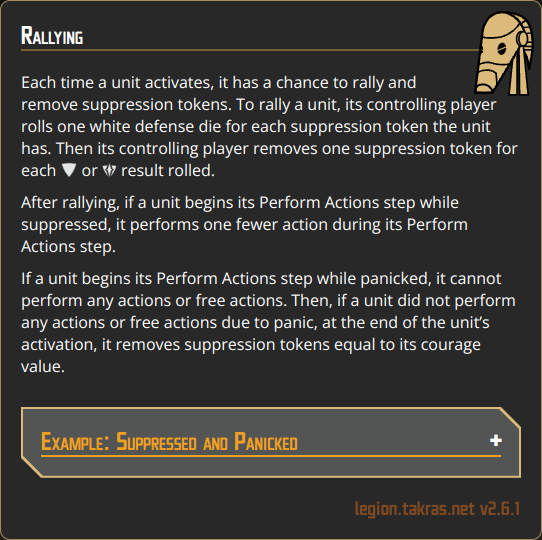 Rallying
Each time a unit activates, it has a chance to rally and
remove suppression tokens. To rally a unit, its controlling player
rolls one white defense die for each suppression token the unit
has. Then its controlling player removes one suppression token for
each or result rolled.
After rallying, if a unit begins its Perform Actions step while
suppressed, it performs one fewer action during its Perform
Actions step.
If a unit begins its Perform Actions step while panicked, it cannot
perform any actions or free actions. Then, if a unit did not perform
any actions or free actions due to panic, at the end of the unit’s
activation, it removes suppression tokens equal to its courage
value.
Example: Suppressed and Panicked +
legion.takras.net v2.6.1